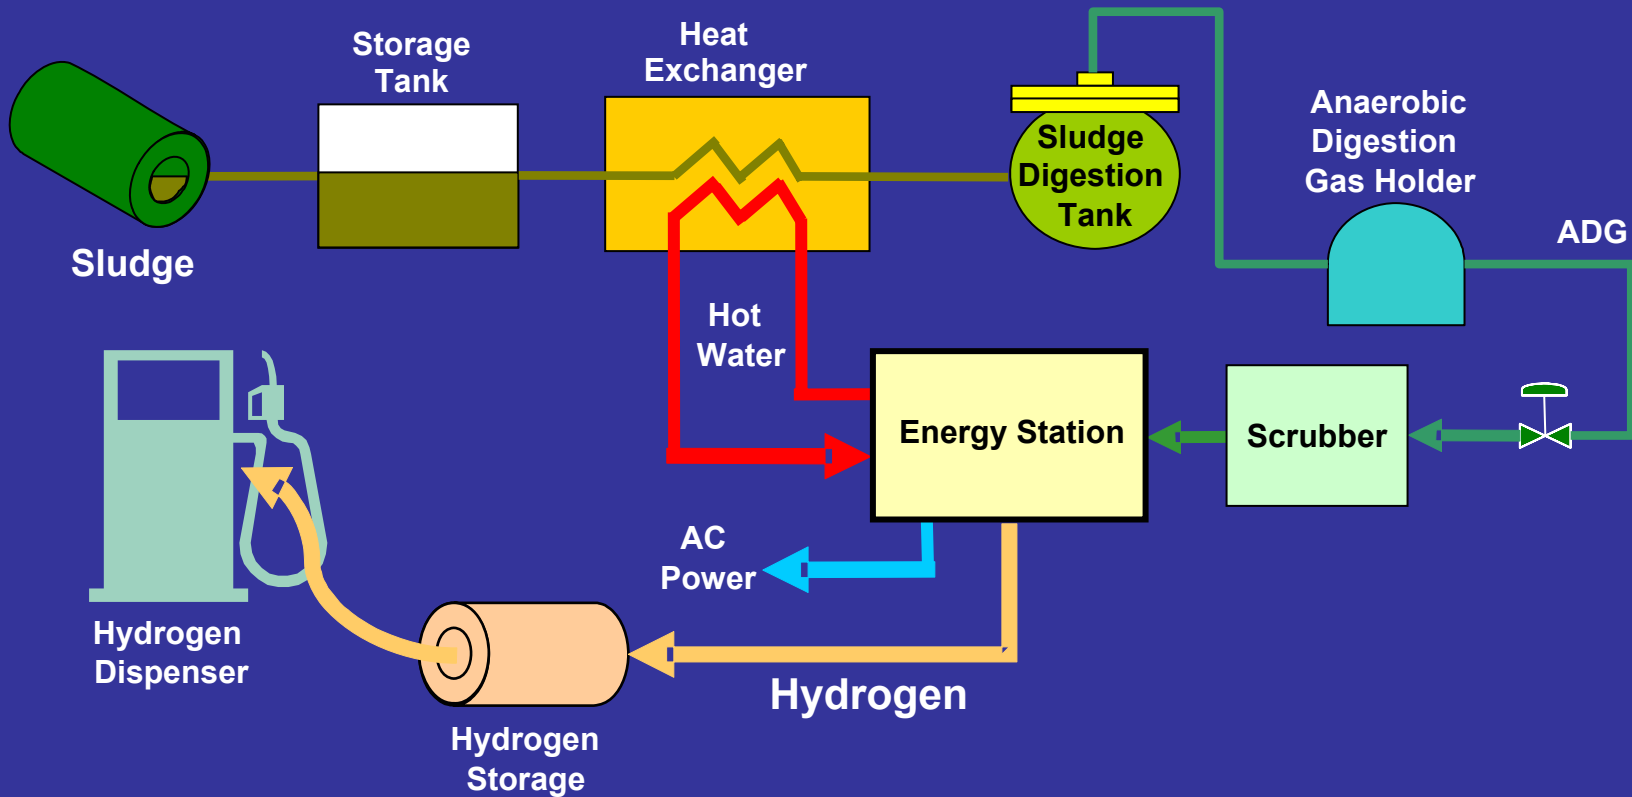 Storage
Tank
Heat
Exchanger
Sludge
Digestion
Tank
Anaerobic
Digestion
Gas Holder
ADG
Sludge
Hot
Water
Energy Station
Scrubber
AC
Power
Hydrogen
Dispenser
Hydrogen
Hydrogen
Storage